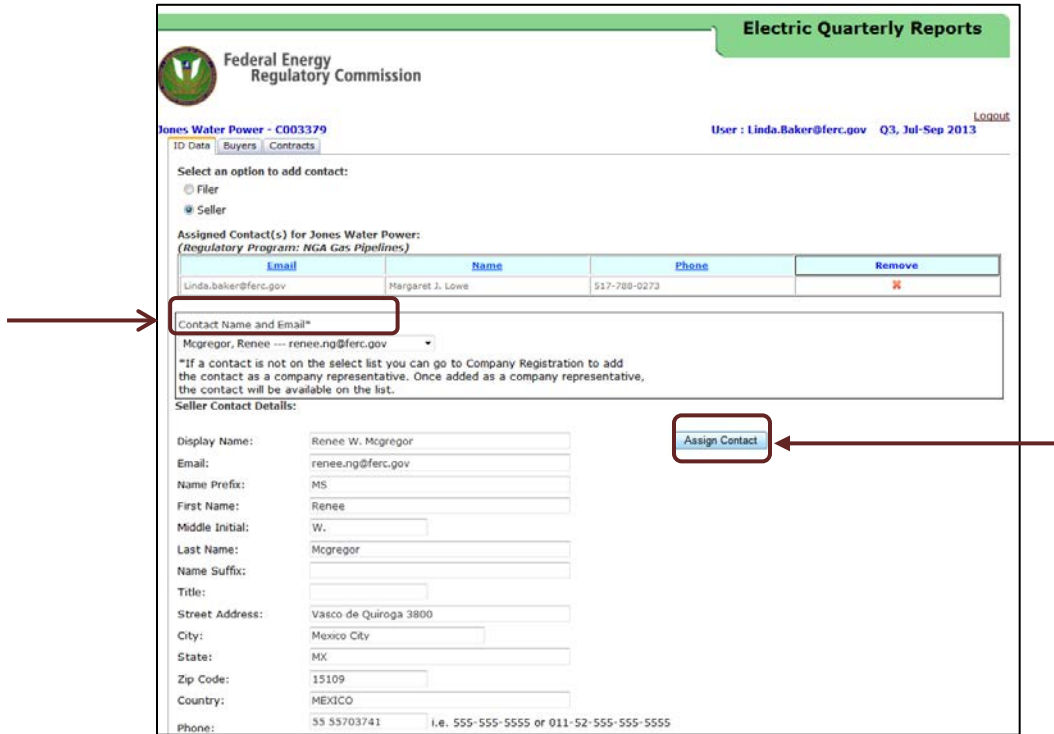 Electric Quarterly Reports
Federal Energy
Regulatory Commission
Logout
Jones Water Power - C003379 User : Linda.Baker@ferc.gov Q3, Jul-Sep 2013
ID Data Buyers Contracts
Select an option to add contact:
Filer
Seller
Assigned Contact(s) for Jones Water Power:
(Regulatory Program: NGA Gas Pipelines)
Email Name Phone Remove
Linda.baker@ferc.gov Margaret J. Lowe 517-788-0273
Contact Name and Email*
Mcgregor, Renee --- renee.ng@ferc.gov
*If a contact is not on the select list you can go to Company Registration to add
the contact as a company representative. Once added as a company representative,
the contact will be available on the list.
Seller Contact Details:
Display Name: Renee W. Mcgregor Assign Contact
Email: renee.ng@ferc.gov
Name Prefix: MS
First Name: Renee
Middle Initial: W.
Last Name: Mcgregor
Name Suffix:
Title:
Street Address: Vasco de Quiroga 3800
City: Mexico City
State: MX
Zip Code: 15109
Country: MEXICO
Phone: 55 55703741 i.e. 555-555-5555 or 011-52-555-555-5555